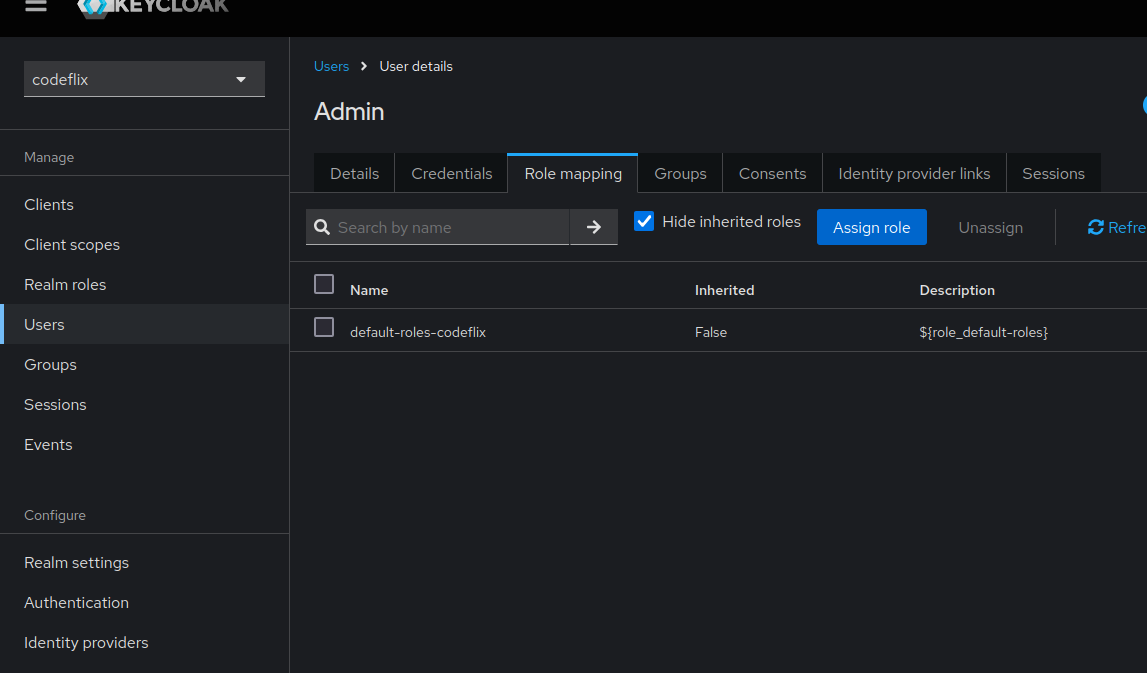 KEYCLOAK
codeflix
Manage
Clients
Client scopes
Realm roles
Users
Groups
Sessions
Events
Configure
Realm settings
Authentication
Identity providers
Users > User details
Admin
Details Credentials Role mapping Groups Consents Identity provider links Sessions
Search by name Hide inherited roles Assign role Unassign Refre
Name Inherited Description
default-roles-codeflix False ${role_default-roles}